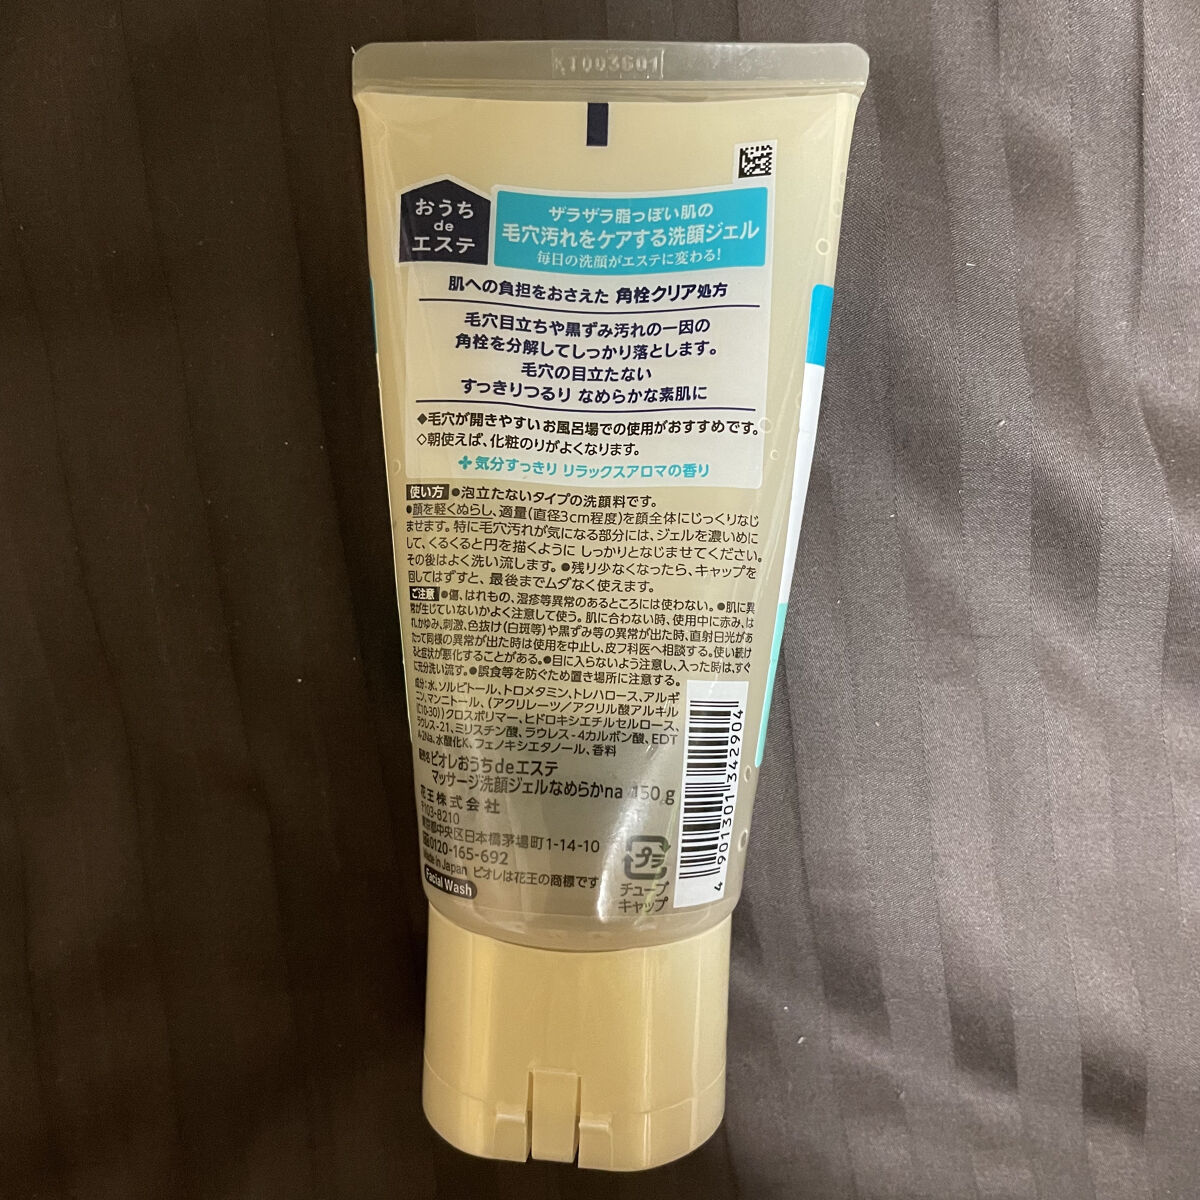 K1003601
おうち
de
エステ
ザラザラ脂っぽい肌の
毛穴汚れをケアする洗顔ジェル
毎日の洗顔がエステに変わる!
肌への負担をおさえた 角栓クリア処方
毛穴目立ちや黒ずみ汚れの一因の
角栓を分解してしっかり落とします。
毛穴の目立たない
すっきりつるり なめらかな素肌に
◆毛穴が開きやすいお風呂場での使用がおすすめです。
◇朝使えば、化粧のりがよくなります。
+気分すっきり リラックスアロマの香り
使い方 ●泡立たないタイプの洗顔料です。
●顔を軽くぬらし、適量(直径3cm程度)を顔全体にじっくりなじ
ませます。特に毛穴汚れが気になる部分には、ジェルを濃いめに
して、くるくると円を描くように しっかりとなじませてください。
その後はよく洗い流します。●残り少なくなったら、キャップを
回してはずすと、最後までムダなく使えます。
ご注意 ●傷、はれもの、湿疹等異常のあるところには使わない。●肌に異
常が生じていないかよく注意して使う。肌に合わない時、使用中に赤み、は
れかゆみ、刺激、色抜け(白斑等)や黒ずみ等の異常が出た時、直射日光があ
たって同様の異常が出た時は使用を中止し、皮フ科医へ相談する。使い続け
ると症状が悪化することがある。●目に入らないよう注意し、入った時は、すぐ
に充分洗い流す。●誤食等を防ぐため置き場所に注意する。
成分:水、ソルビトール、トロメタミン、トレハロース、アルギ
ニン、マンニトール、(アクリレーツ/アクリル酸アルキル
(C10-30))クロスポリマー、ヒドロキシエチルセルロース、
ラウレス-21、ミリスチン酸、ラウレス-4カルボン酸、EDT
A-2Na、水酸化K、フェノキシエタノール、香料
ビオレおうちdeエステ
マッサージ洗顔ジェルなめらかna 150g
花王株式会社
〒103-8210
東京都中央区日本橋茅場町1-14-10
0120-165-692
Made in Japan ビオレは花王の商標です
Facial Wash
プラ
チューブ
キャップ
4 901301 342904